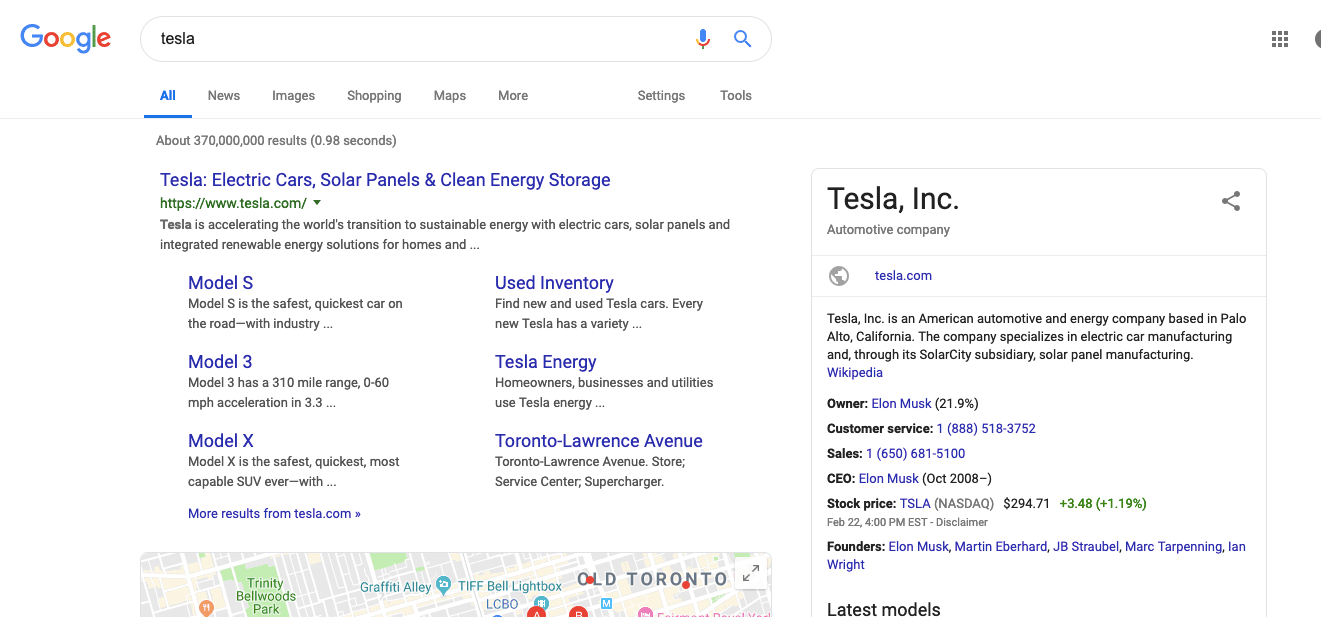 Google
tesla
All
News
Images
Shopping
Maps
More
Settings
Tools
About 370,000,000 results (0.98 seconds)
Tesla: Electric Cars, Solar Panels & Clean Energy Storage
https://www.tesla.com/
Tesla is accelerating the world's transition to sustainable energy with electric cars, solar panels and
integrated renewable energy solutions for homes and ...
Model S
Model S is the safest, quickest car on
the road—with industry ...
Used Inventory
Find new and used Tesla cars. Every
new Tesla has a variety ...
Model 3
Model 3 has a 310 mile range, 0-60
mph acceleration in 3.3 ...
Tesla Energy
Homeowners, businesses and utilities
use Tesla energy ...
Model X
Model X is the safest, quickest, most
capable SUV ever—with ...
Toronto-Lawrence Avenue
Toronto-Lawrence Avenue. Store;
Service Center; Supercharger.
More results from tesla.com »
Trinity
Bellwoods
Park
Graffiti Alley
TIFF Bell Lightbox
OLD TORONTO
LCBO
M
A
B
Fairmont Royal York
Tesla, Inc.
Automotive company
tesla.com
Tesla, Inc. is an American automotive and energy company based in Palo
Alto, California. The company specializes in electric car manufacturing
and, through its SolarCity subsidiary, solar panel manufacturing.
Wikipedia
Owner: Elon Musk (21.9%)
Customer service: 1 (888) 518-3752
Sales: 1 (650) 681-5100
CEO: Elon Musk (Oct 2008–)
Stock price: TSLA (NASDAQ) $294.71 +3.48 (+1.19%)
Feb 22, 4:00 PM EST - Disclaimer
Founders: Elon Musk, Martin Eberhard, JB Straubel, Marc Tarpenning, Ian
Wright
Latest models